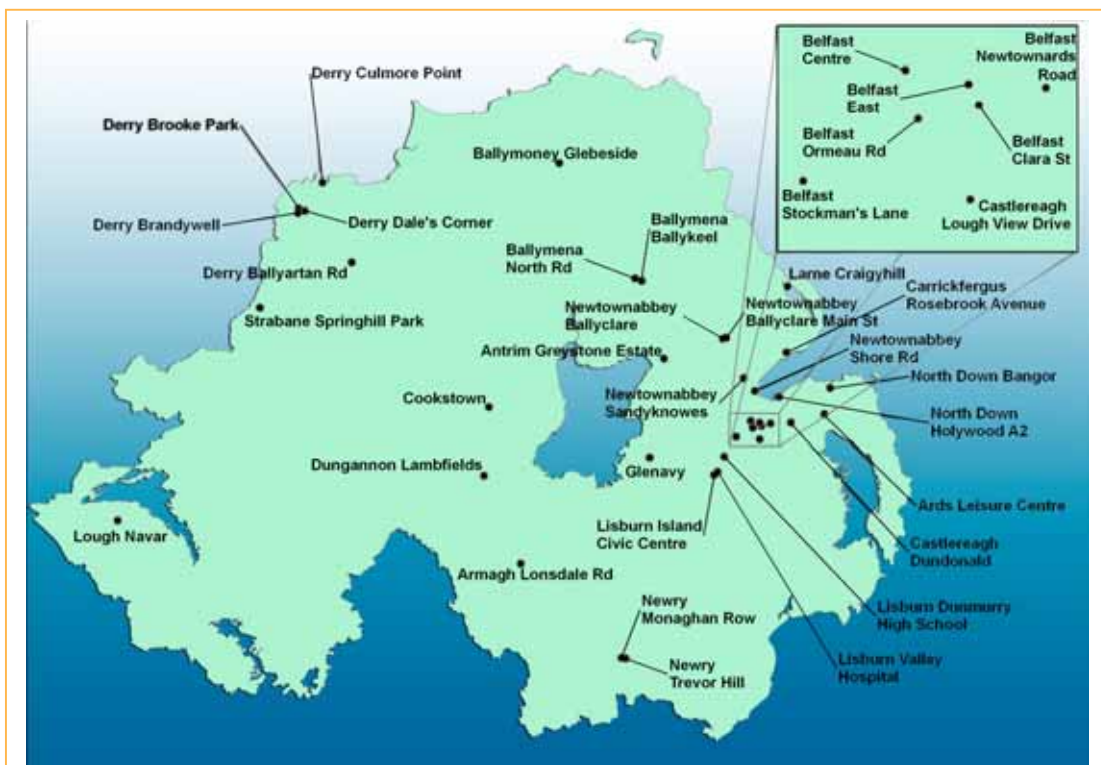 Derry Culmore Point
Derry Brooke Park
Derry Brandywell
Derry Dale's Corner
Derry Ballyartan Rd
Strabane Springhill Park
Ballymoney Glebeside
Ballymena
Ballykeel
Ballymena
North Rd
Newtownabbey
Ballyclare
Newtownabbey
Ballyclare Main St
Antrim Greystone Estate
Larne Craigyhill
Carrickfergus
Rosebrook Avenue
Newtownabbey
Shore Rd
North Down Bangor
Newtownabbey
Sandyknowes
North Down
Holywood A2
Cookstown
Dungannon Lambfields
Glenavy
Lough Navar
Lisburn Island
Civic Centre
Ards Leisure Centre
Castlereagh
Dundonald
Armagh Lonsdale Rd
Lisburn Dunmurry
High School
Newry
Monaghan Row
Newry
Trevor Hill
Lisburn Valley
Hospital
Belfast
Centre
Belfast
Newtownards
Road
Belfast
East
Belfast
Ormeau Rd
Belfast
Clara St
Belfast
Stockman's Lane
Castlereagh
Lough View Drive